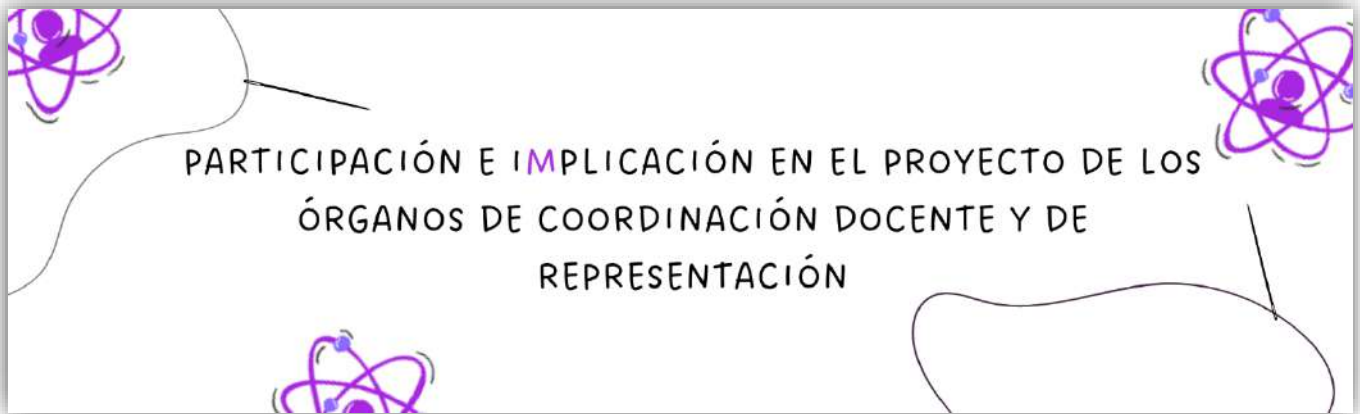 PARTICIPACIÓN E IMPLICACIÓN EN EL PROYECTO DE LOS
ÓRGANOS DE COORDINACIÓN DOCENTE Y DE
REPRESENTACIÓN